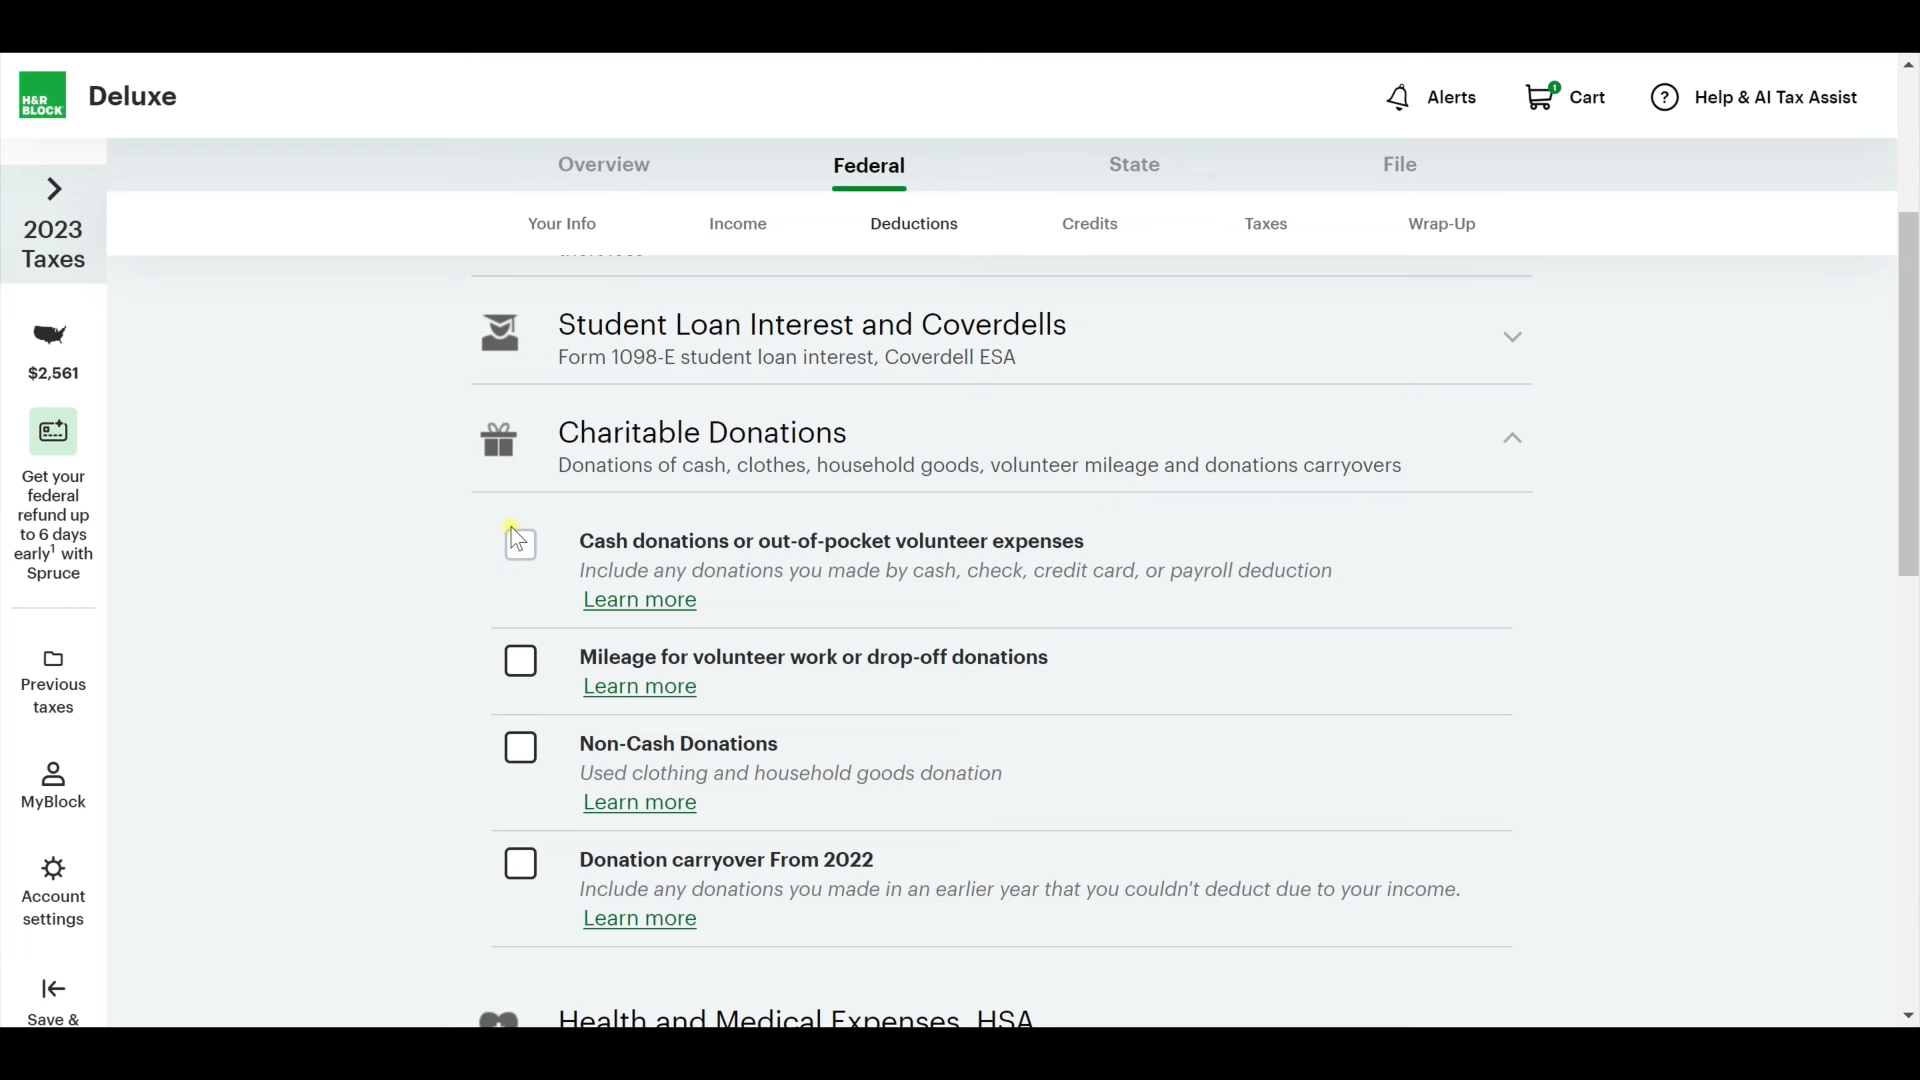 H&R
BLOCK
Deluxe
Alerts
1
Cart
? Help & AI Tax Assist
Overview
Federal
State
File
Your Info
Income
Deductions
Credits
Taxes
Wrap-Up
2023
Taxes
$2,561
Get your
federal
refund up
to 6 days
early1 with
Spruce
Previous
taxes
MyBlock
Account
settings
Save &
Student Loan Interest and Coverdells
Form 1098-E student loan interest, Coverdell ESA
Charitable Donations
Donations of cash, clothes, household goods, volunteer mileage and donations carryovers
Cash donations or out-of-pocket volunteer expenses
Include any donations you made by cash, check, credit card, or payroll deduction
Learn more
Mileage for volunteer work or drop-off donations
Learn more
Non-Cash Donations
Used clothing and household goods donation
Learn more
Donation carryover From 2022
Include any donations you made in an earlier year that you couldn't deduct due to your income.
Learn more
Health and Medical Expenses, HSA